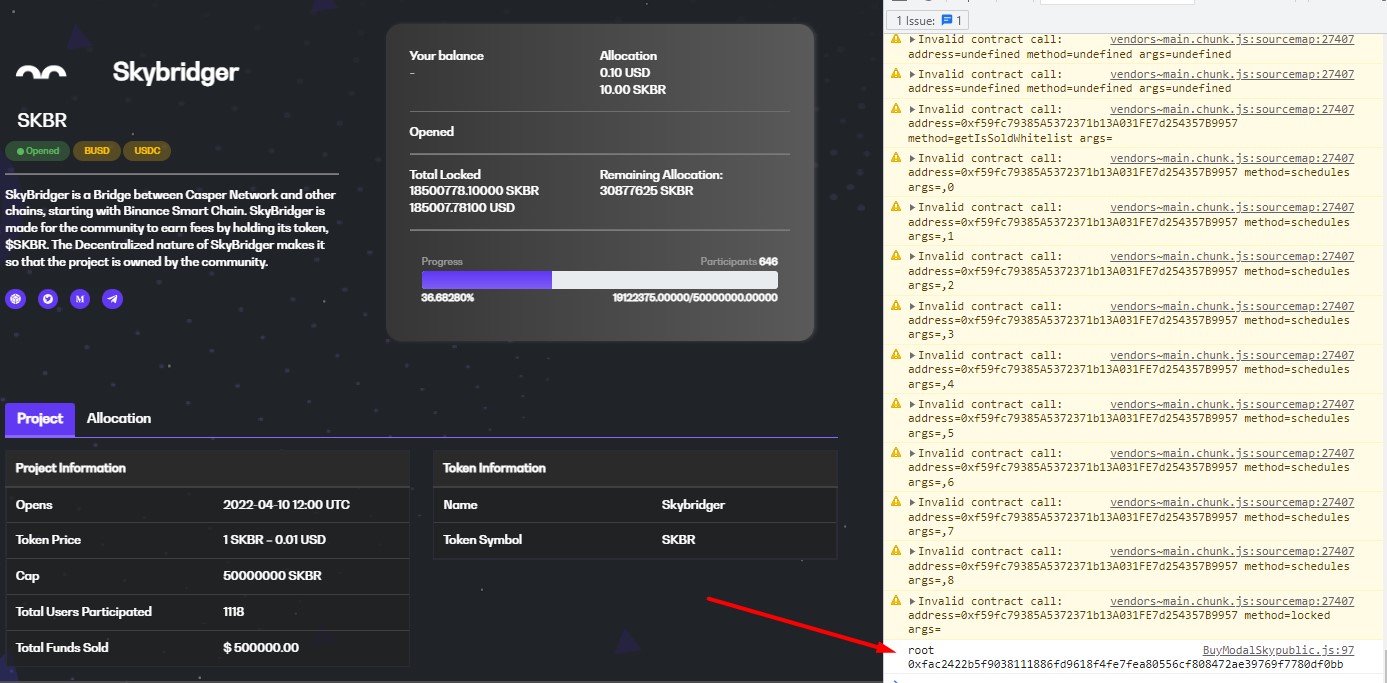 Skybridger
SKBR
Opened BUSD USDC
SkyBridger is a Bridge between Casper Network and other
chains, starting with Binance Smart Chain. SkyBridger is
made for the community to earn fees by holding its token,
$SKBR. The Decentralized nature of SkyBridger makes it
so that the project is owned by the community.
M
Your balance
-
Allocation
0.10 USD
10.00 SKBR
Opened
Total Locked
18500778.10000 SKBR
185007.78100 USD
Remaining Allocation:
30877625 SKBR
Progress Participants 646
36.68280% 19122375.00000/50000000.00000
Project Allocation
Project Information
Opens 2022-04-10 12:00 UTC
Token Price 1 SKBR = 0.01 USD
Cap 50000000 SKBR
Total Users Participated 1118
Total Funds Sold $ 500000.00
Token Information
Name Skybridger
Token Symbol SKBR
1 Issue: 1
Invalid contract call: vendors~main.chunk.js:sourcemap:27407
address=undefined method=undefined args=undefined
Invalid contract call: vendors~main.chunk.js:sourcemap:27407
address=undefined method=undefined args=undefined
Invalid contract call: vendors~main.chunk.js:sourcemap:27407
address=0xf59fc79385A5372371b13A031FE7d254357B9957
method=getIsSoldWhitelist args=
Invalid contract call: vendors~main.chunk.js:sourcemap:27407
address=0xf59fc79385A5372371b13A031FE7d254357B9957 method=schedules
args=,0
Invalid contract call: vendors~main.chunk.js:sourcemap:27407
address=0xf59fc79385A5372371b13A031FE7d254357B9957 method=schedules
args=,1
Invalid contract call: vendors~main.chunk.js:sourcemap:27407
address=0xf59fc79385A5372371b13A031FE7d254357B9957 method=schedules
args=,2
Invalid contract call: vendors~main.chunk.js:sourcemap:27407
address=0xf59fc79385A5372371b13A031FE7d254357B9957 method=schedules
args=,3
Invalid contract call: vendors~main.chunk.js:sourcemap:27407
address=0xf59fc79385A5372371b13A031FE7d254357B9957 method=schedules
args=,4
Invalid contract call: vendors~main.chunk.js:sourcemap:27407
address=0xf59fc79385A5372371b13A031FE7d254357B9957 method=schedules
args=,5
Invalid contract call: vendors~main.chunk.js:sourcemap:27407
address=0xf59fc79385A5372371b13A031FE7d254357B9957 method=schedules
args=,6
Invalid contract call: vendors~main.chunk.js:sourcemap:27407
address=0xf59fc79385A5372371b13A031FE7d254357B9957 method=schedules
args=,7
Invalid contract call: vendors~main.chunk.js:sourcemap:27407
address=0xf59fc79385A5372371b13A031FE7d254357B9957 method=schedules
args=,8
Invalid contract call: vendors~main.chunk.js:sourcemap:27407
address=0xf59fc79385A5372371b13A031FE7d254357B9957 method=locked
args=
root BuyModalSkypublic.js:97
0xfac2422b5f9038111886fd9618f4fe7fea80556cf808472ae39769f7780df0bb